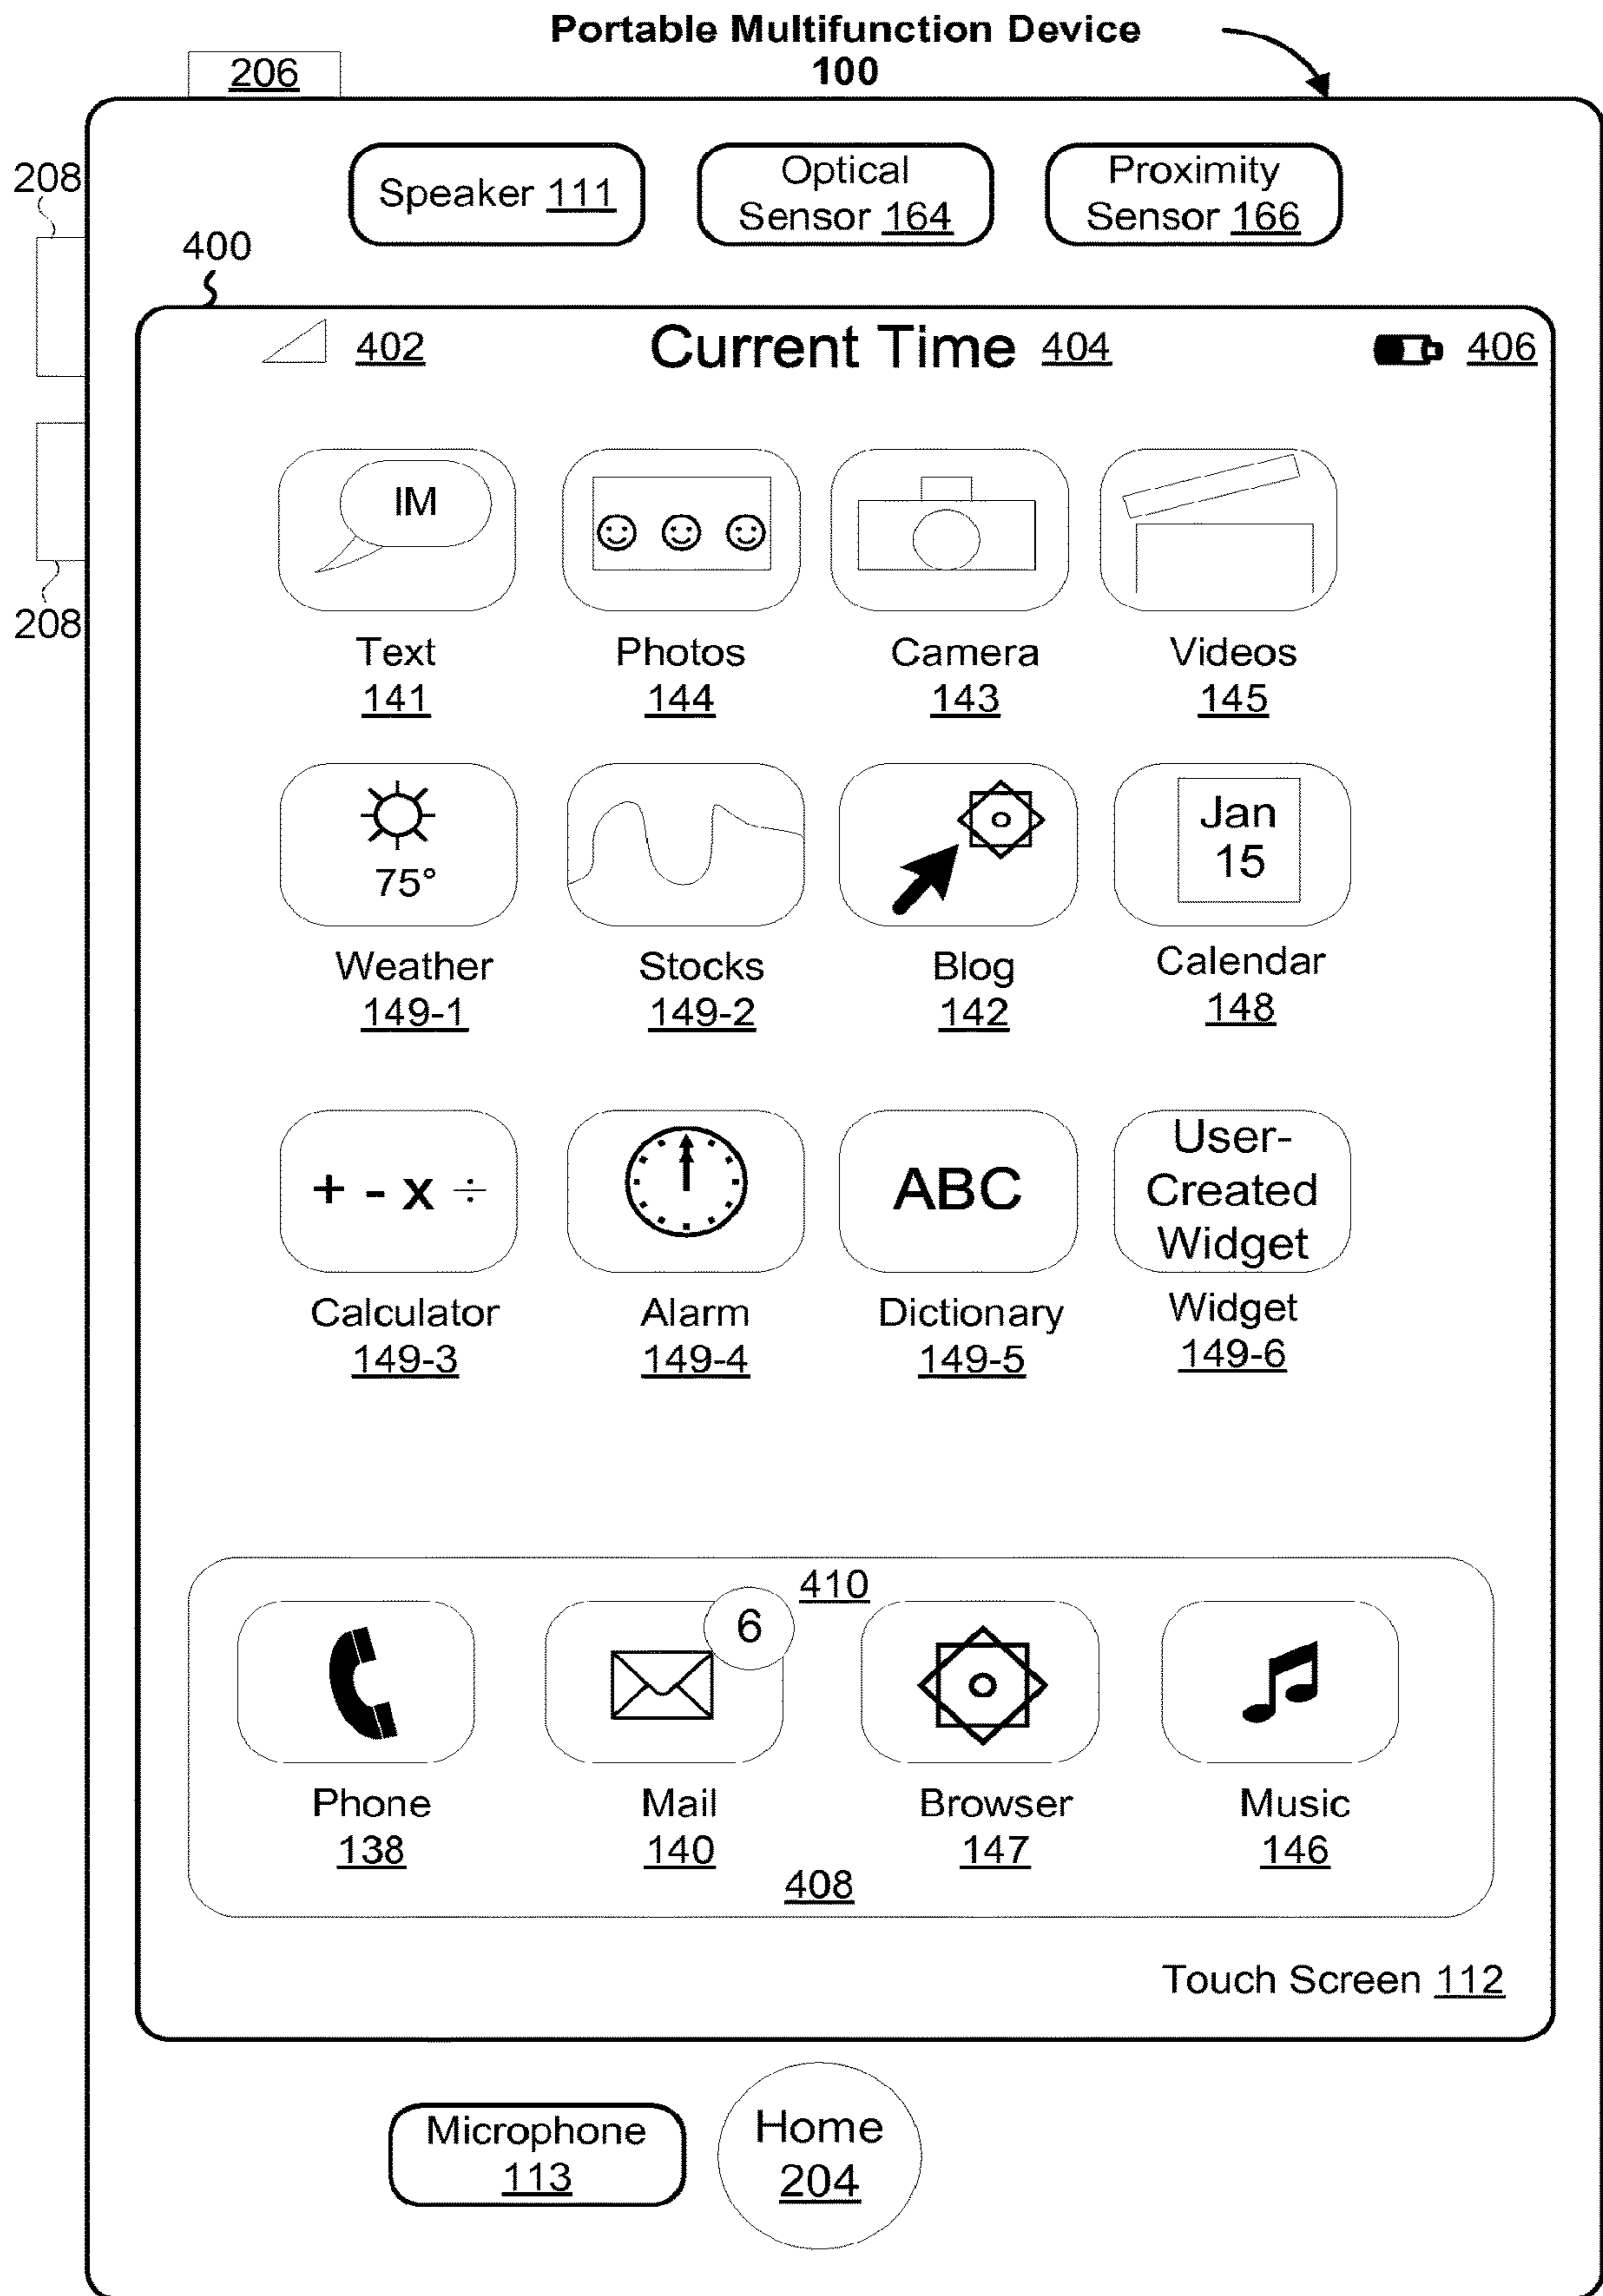 Portable Multifunction Device
100
206
208
Speaker 111
Optical
Sensor 164
Proximity
Sensor 166
400
402
Current Time 404
406
208
IM
Text
141
Photos
144
Camera
143
Videos
145
75°
Jan
15
Weather
149-1
Stocks
149-2
Blog
142
Calendar
148
+ - x ÷
ABC
User-
Created
Widget
Calculator
149-3
Alarm
149-4
Dictionary
149-5
Widget
149-6
410
6
Phone
138
Mail
140
Browser
147
Music
146
408
Touch Screen 112
Microphone
113
Home
204